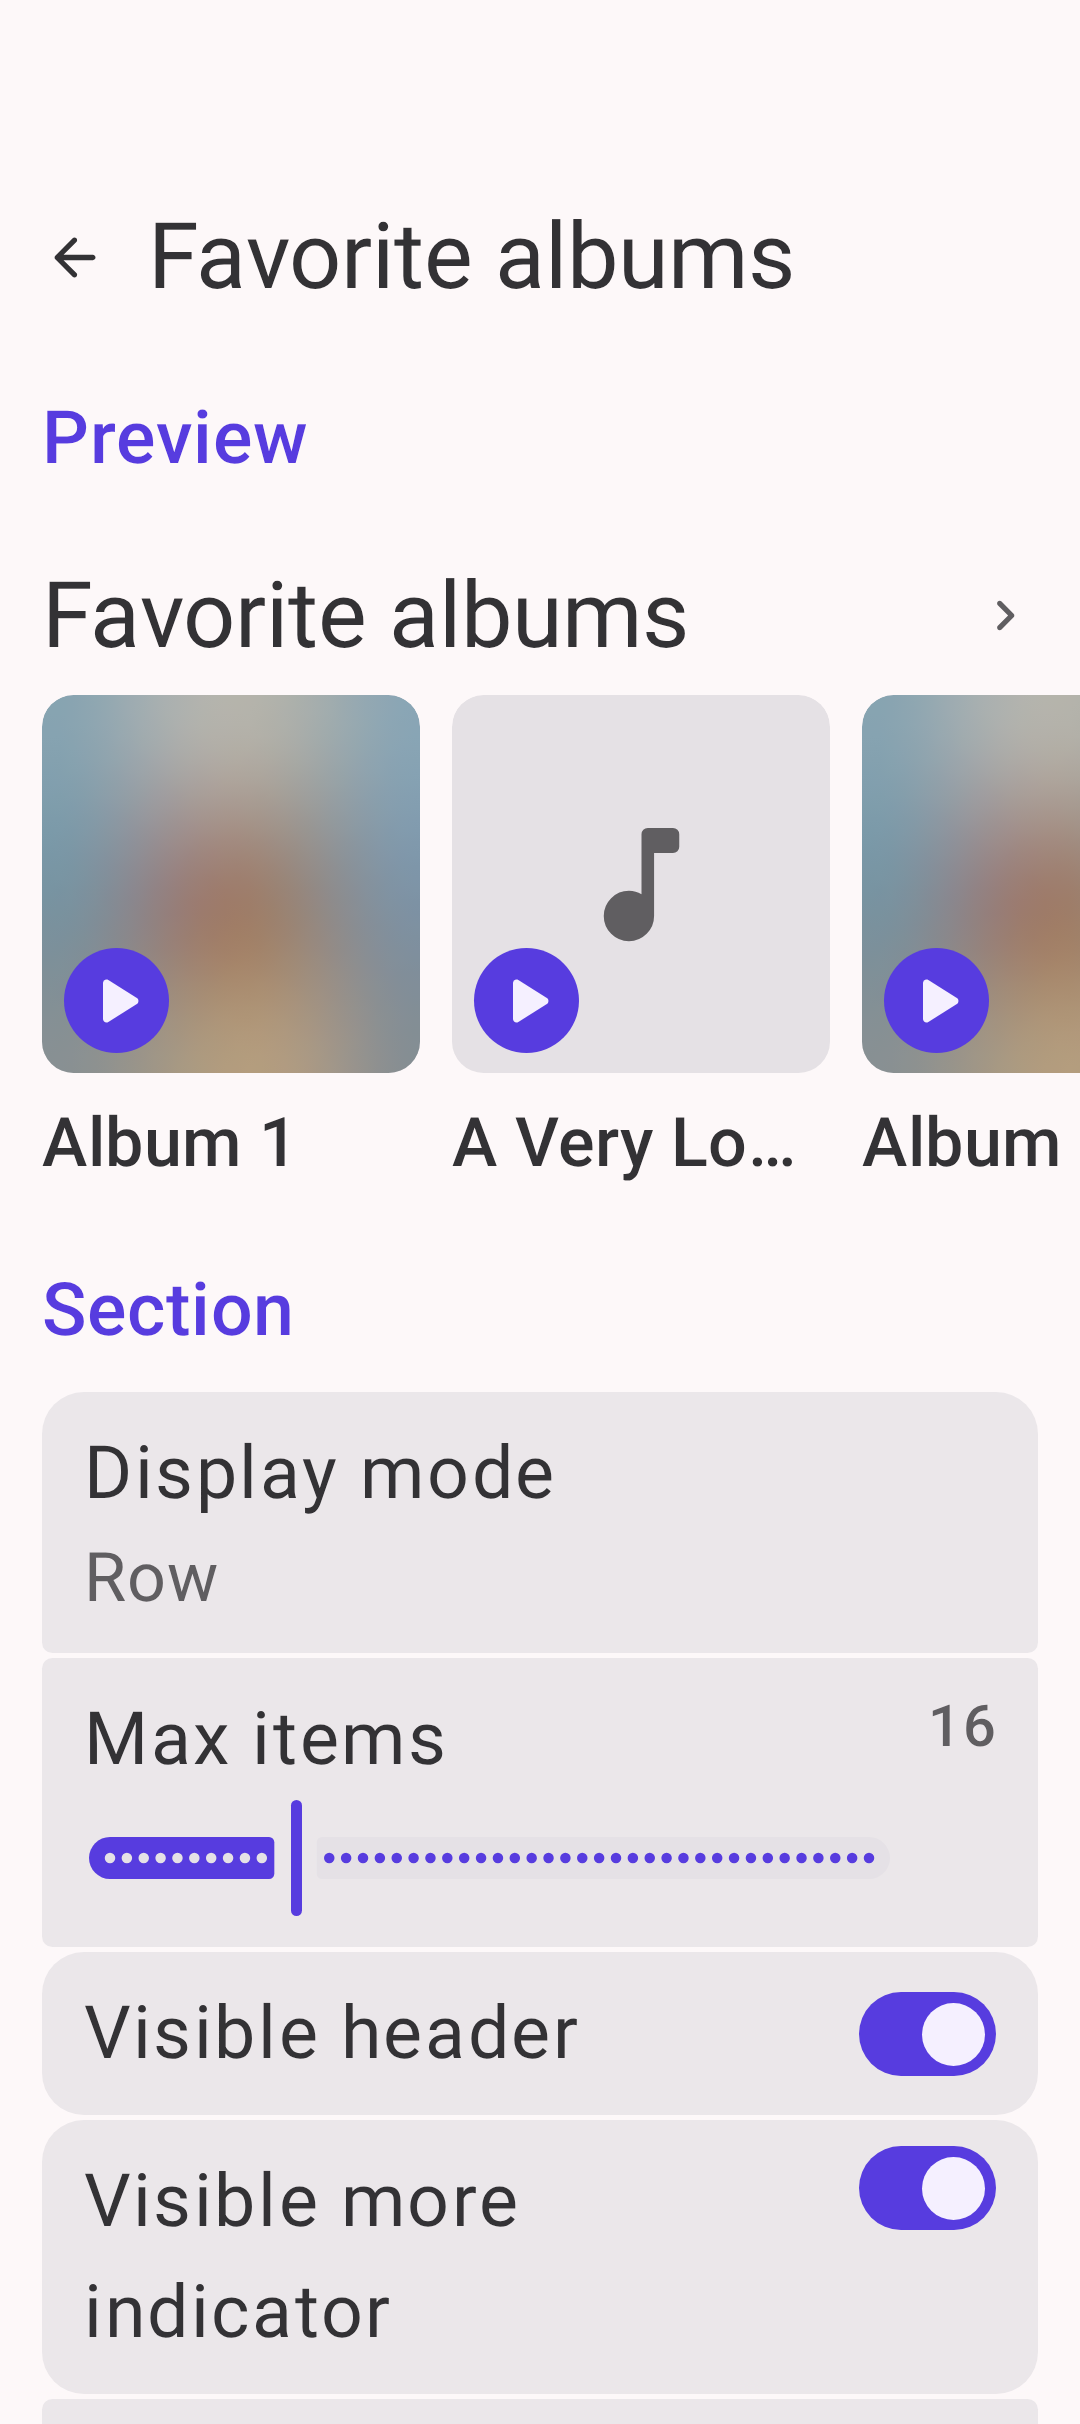 Favorite albums
Preview
Favorite albums
Album 1
A Very Lo…
Album
Section
Display mode
Row
Max items
16
Visible header
Visible more
indicator